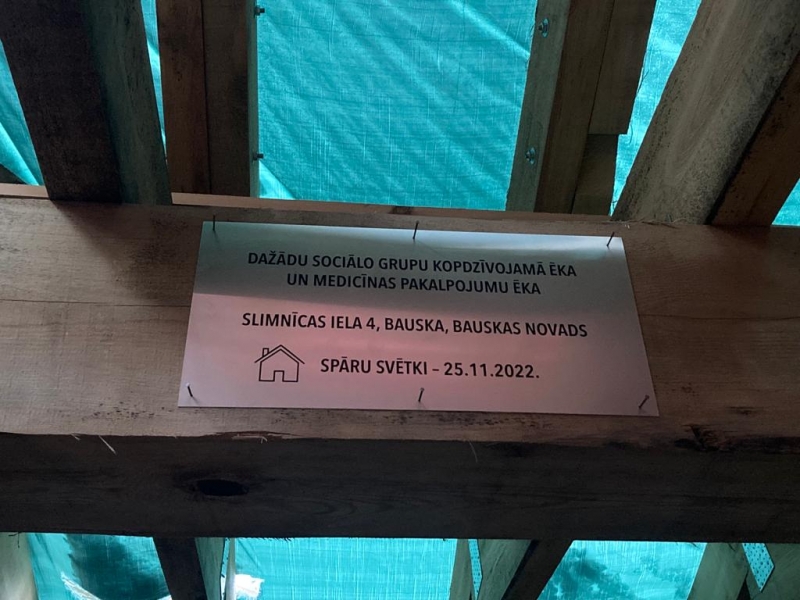 DAŽĀDU SOCIĀLO GRUPU KOPDZĪVOJAMĀ ĒKA
UN MEDICĪNAS PAKALPOJUMU ĒKA
SLIMNĪCAS IELA 4, BAUSKA, BAUSKAS NOVADS
SPĀRU SVĒTKI – 25.11.2022.